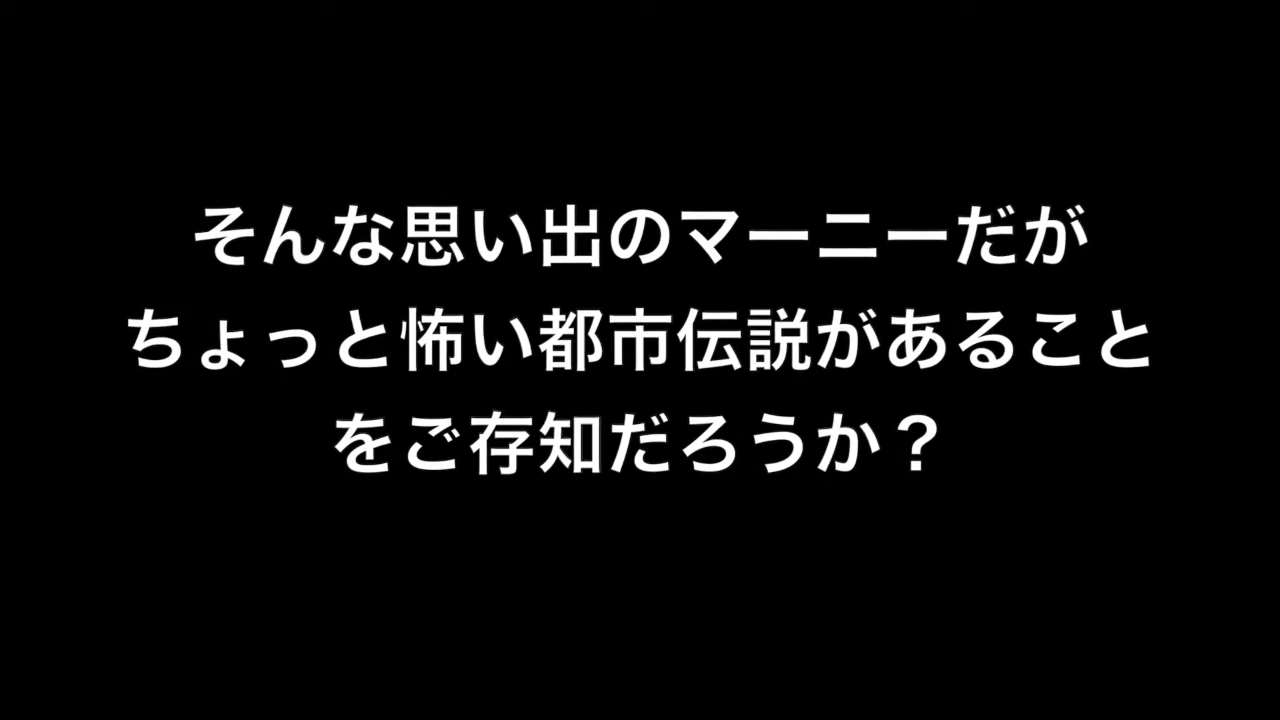 そんな思い出のマーニーだが
ちょっと怖い都市伝説があること
をご存知だろうか？